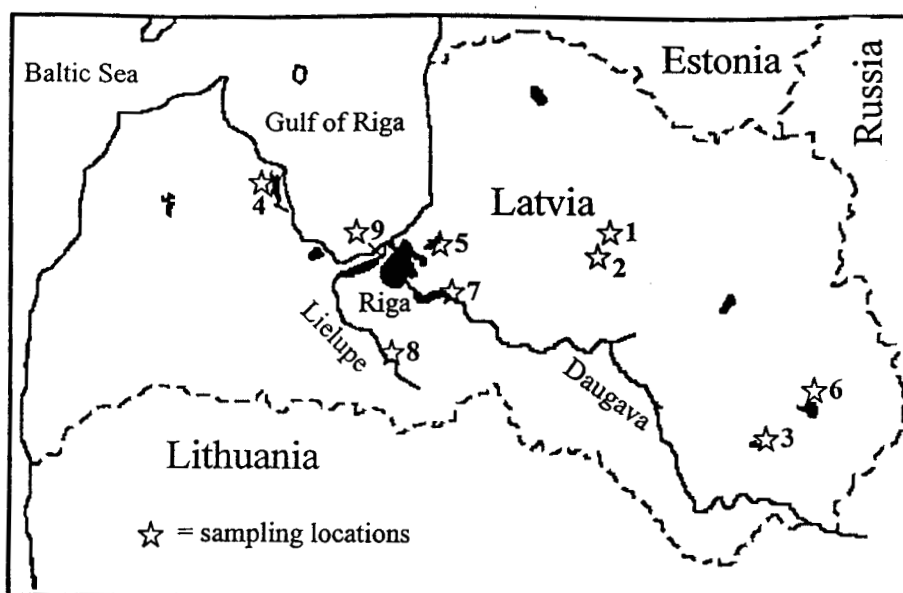 Baltic Sea
Estonia
Russia
Gulf of Riga
4
Latvia
9
5
1
2
Riga
7
Lielupe
8
Daugava
6
3
Lithuania
= sampling locations